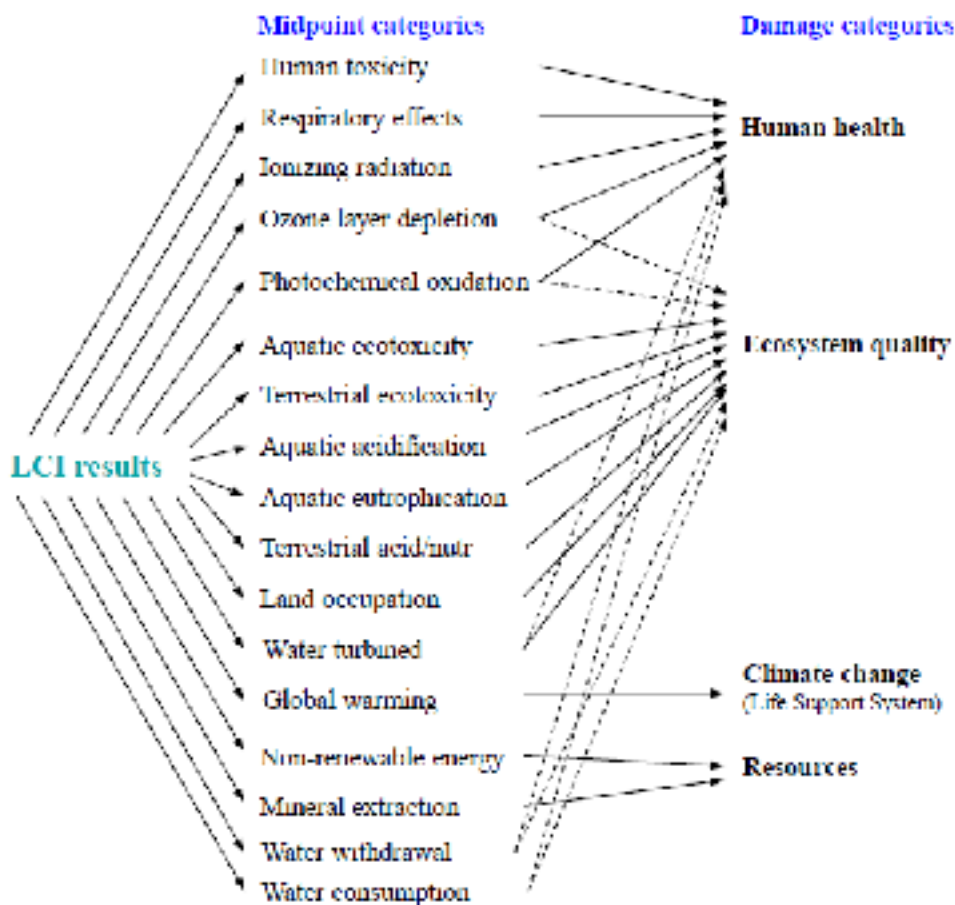 Midpoint categories
Damage categories
Human toxicity
Respiratory effects
Human health
Ionizing radiation
Ozone layer depletion
Photochemical oxidation
Aquatic ecotoxicity
Ecosystem quality
Terrestrial ecotoxicity
Aquatic acidification
LCI results
Aquatic eutrophication
Terrestrial acid/nutr
Land occupation
Water turbined
Climate change
(Life Support System)
Global warming
Non-renewable energy
Resources
Mineral extraction
Water withdrawal
Water consumption